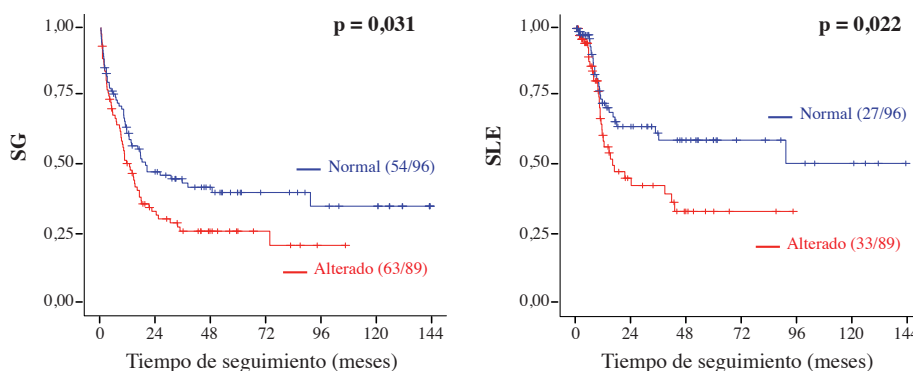 p = 0,031
1,00
0,75
0,50
0,25
0,00
SG
Normal (54/96)
Alterado (63/89)
0 24 48 72 96 120 144
Tiempo de seguimiento (meses)
p = 0,022
1,00
0,75
0,50
0,25
0,00
SLE
Normal (27/96)
Alterado (33/89)
0 24 48 72 96 120 144
Tiempo de seguimiento (meses)